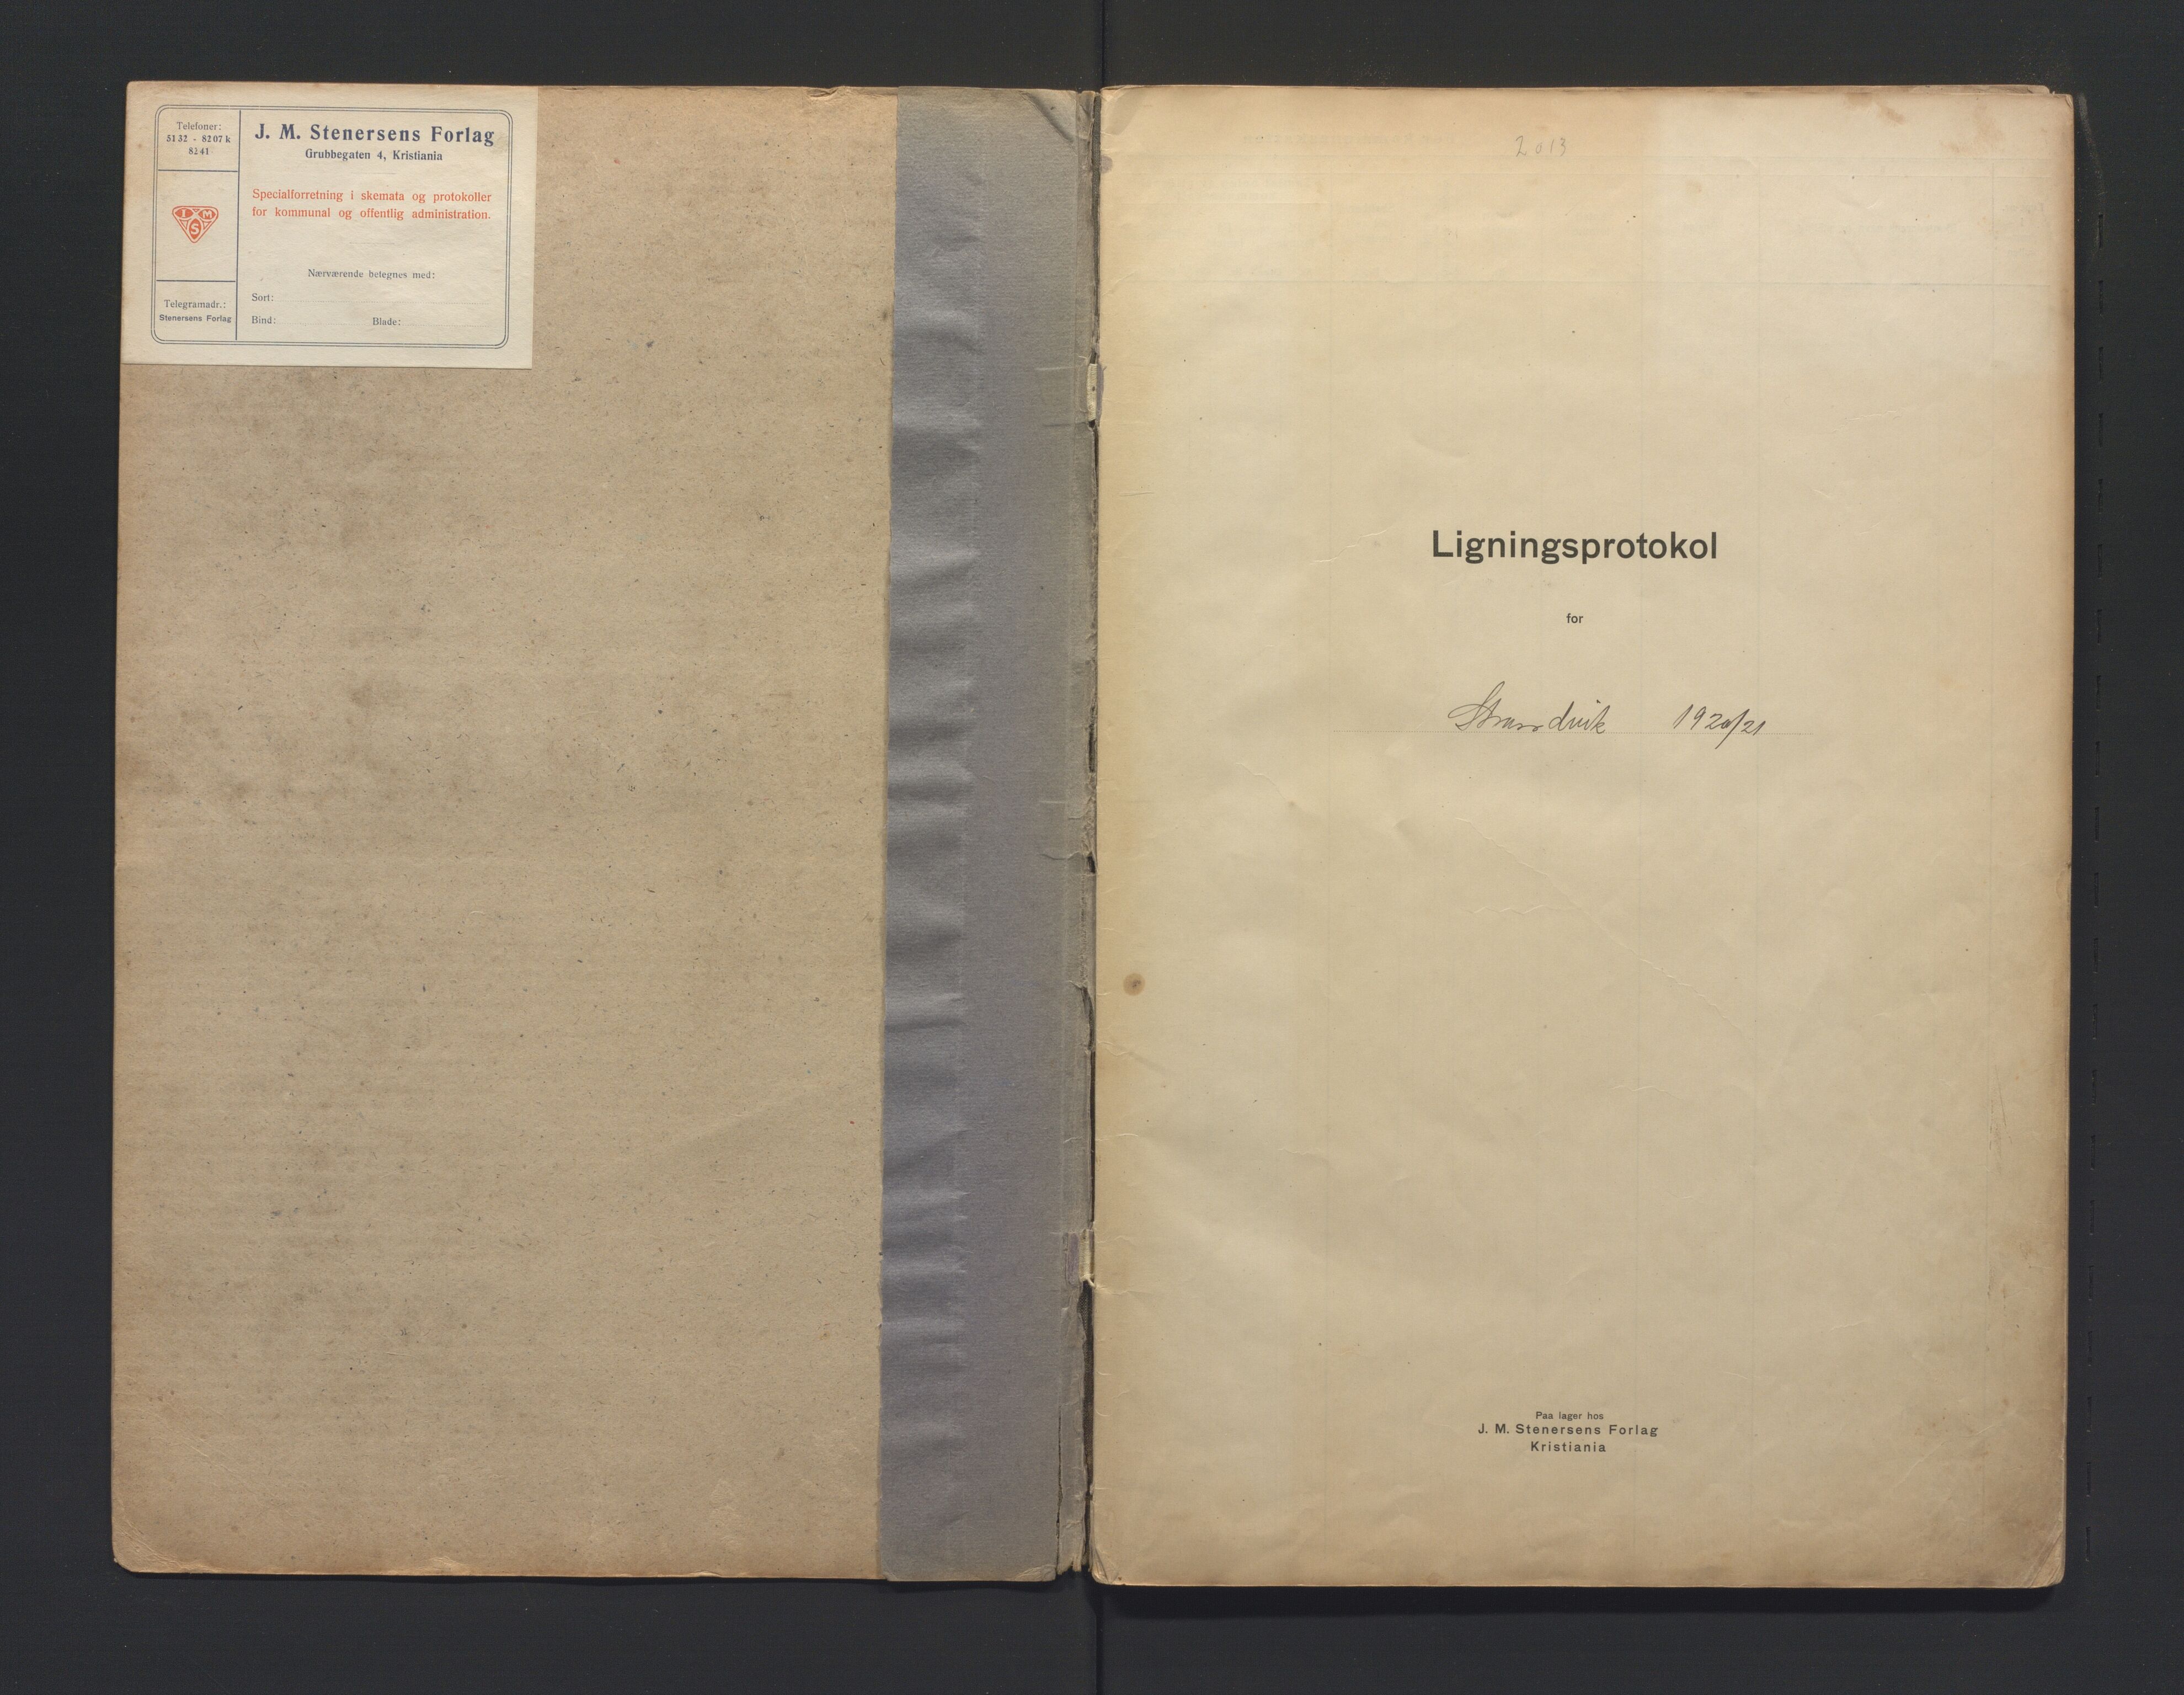 Telefoner:
5132 - 8207 k
8241
J M
S
Telegramadr.:
Stenersens Forlag
J. M. Stenersens Forlag
Grubbegaten 4, Kristiania
Specialforretning i skemata og protokoller
for kommunal og offentlig administration.
Nærværende betegnes med:
Sort:
Bind: Blade:
2013
Ligningsprotokol
for
Strandvik 1920/21
Paa lager hos
J. M. Stenersens Forlag
Kristiania